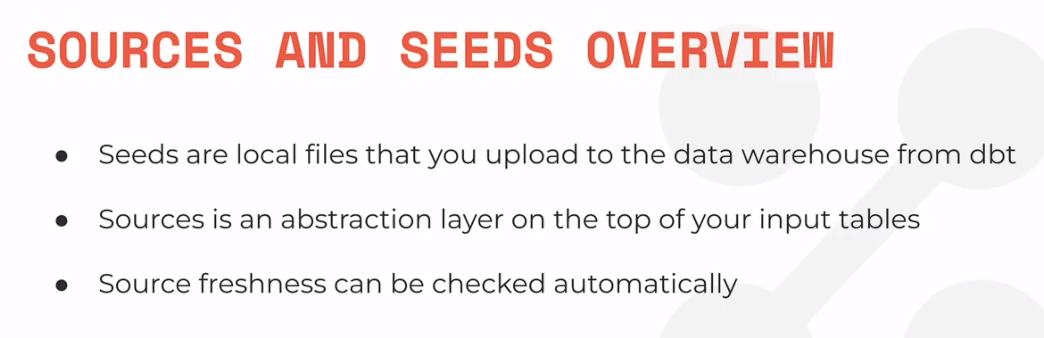 SOURCES AND SEEDS OVERVIEW
● Seeds are local files that you upload to the data warehouse from dbt
● Sources is an abstraction layer on the top of your input tables
● Source freshness can be checked automatically